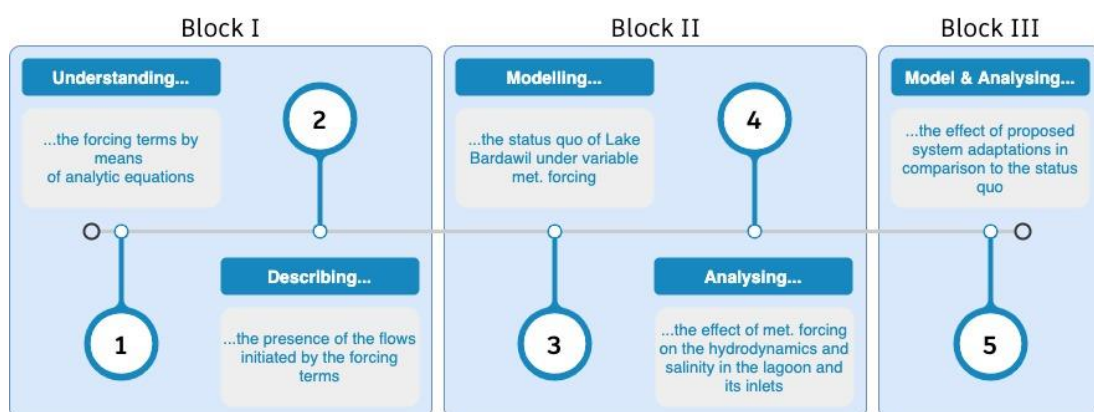 Block I
Block II
Block III
Understanding...
...the forcing terms by
means
of analytic equations
1
2
Describing...
...the presence of the flows
initiated by the forcing
terms
Modelling...
...the status quo of Lake
Bardawil under variable
met. forcing
3
4
Analysing...
...the effect of met. forcing
on the hydrodynamics and
salinity in the lagoon and
its inlets
Model & Analysing...
...the effect of proposed
system adaptations in
comparison to the status
quo
5